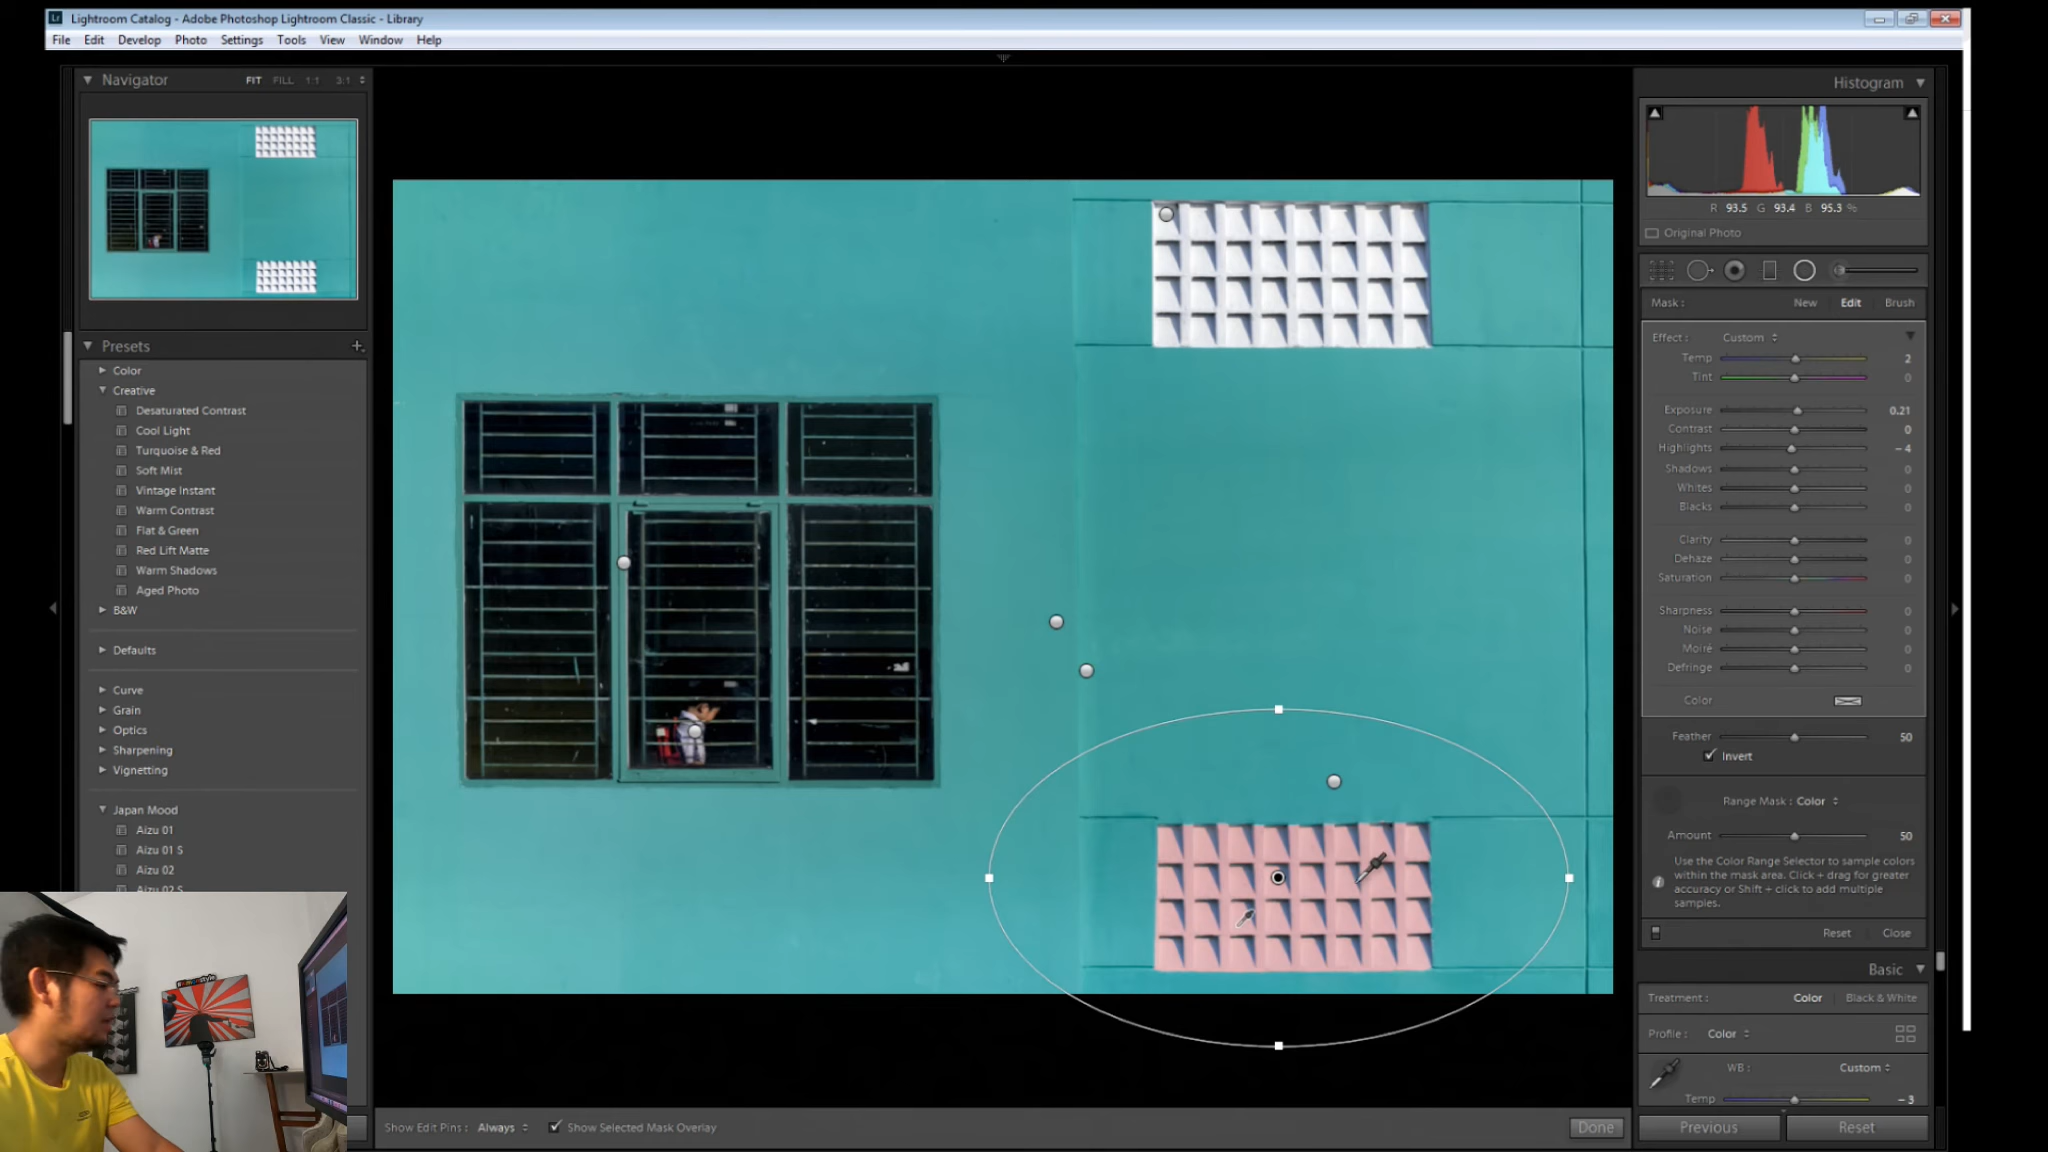 Lightroom Catalog - Adobe Photoshop Lightroom Classic - Library
File Edit Develop Photo Settings Tools View Window Help
Navigator FIT FILL 1:1 3:1
Presets
Color
Creative
Desaturated Contrast
Cool Light
Turquoise & Red
Soft Mist
Vintage Instant
Warm Contrast
Flat & Green
Red Lift Matte
Warm Shadows
Aged Photo
B&W
Defaults
Curve
Grain
Optics
Sharpening
Vignetting
Japan Mood
Aizu 01
Aizu 01 S
Aizu 02
Aizu 02 S
Show Edit Pins : Always Show Selected Mask Overlay Done
Histogram
R 93.5 G 93.4 B 95.3 %
Original Photo
Mask : New Edit Brush
Effect : Custom
Temp 2
Tint 0
Exposure 0.21
Contrast 0
Highlights – 4
Shadows 0
Whites 0
Blacks 0
Clarity 0
Dehaze 0
Saturation 0
Sharpness 0
Noise 0
Moiré 0
Defringe 0
Color
Feather 50
Invert
Range Mask : Color
Amount 50
Use the Color Range Selector to sample colors
within the mask area. Click + drag for greater
accuracy or Shift + click to add multiple
samples.
Reset Close
Basic
Treatment : Color Black & White
Profile : Color
WB : Custom
Temp – 3
Previous Reset